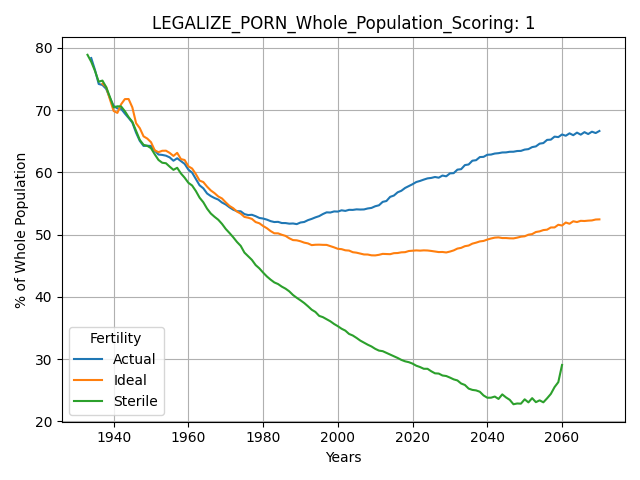 LEGALIZE_PORN_Whole_Population_Scoring: 1
% of Whole Population
80
70
60
50
40
30
20
Fertility
Actual
Ideal
Sterile
1940
1960
1980
2000
2020
2040
2060
Years